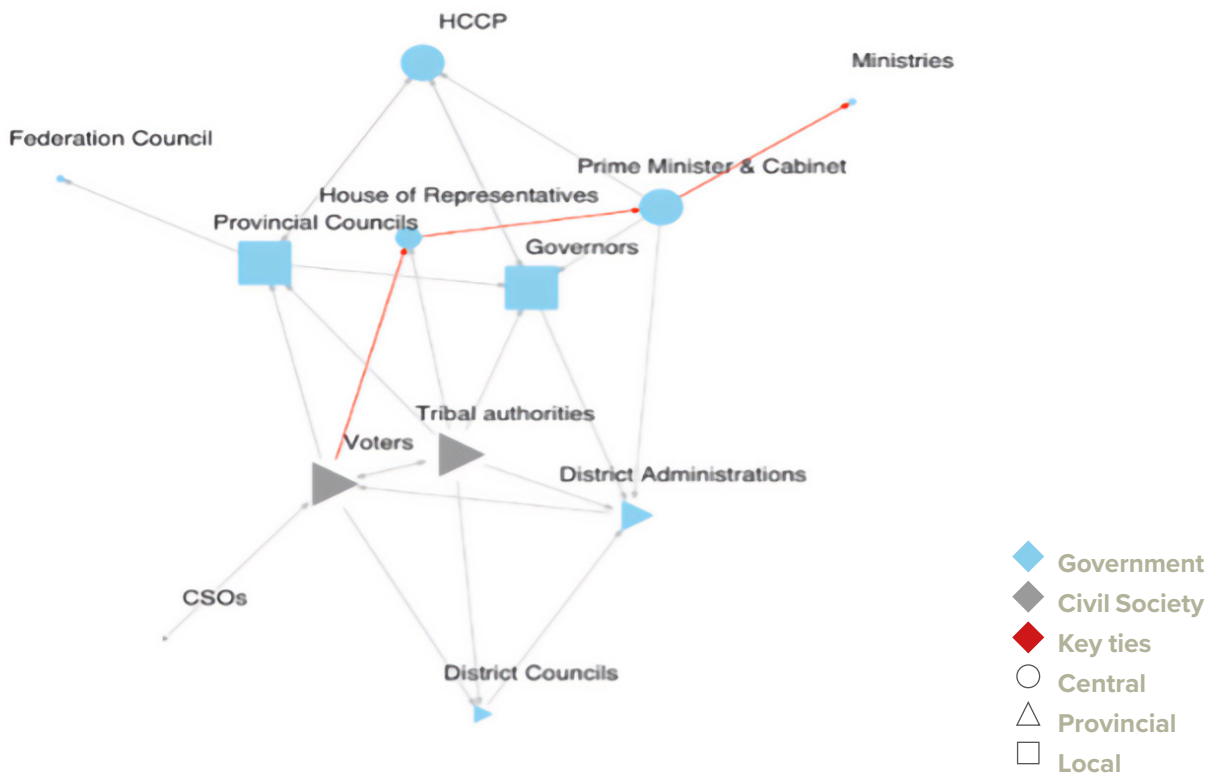 HCCP
Ministries
Federation Council
Prime Minister & Cabinet
House of Representatives
Provincial Councils
Governors
Tribal authorities
Voters
District Administrations
CSOs
District Councils
Government
Civil Society
Key ties
Central
Provincial
Local